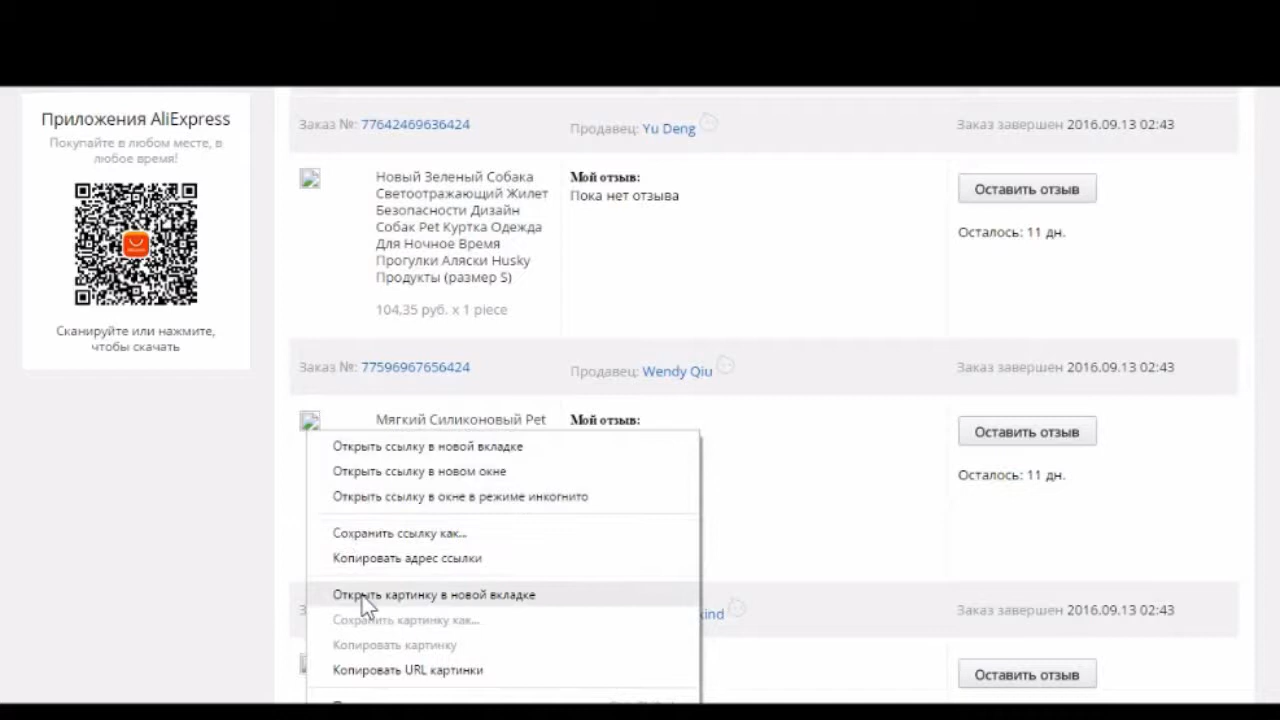 Приложения AliExpress
Покупайте в любом месте, в
любое время!
Сканируйте или нажмите,
чтобы скачать
Заказ №: 77642469636424
Продавец: Yu Deng
Заказ завершен 2016.09.13 02:43
Новый Зеленый Собака
Светоотражающий Жилет
Безопасности Дизайн
Собак Pet Куртка Одежда
Для Ночное Время
Прогулки Аляски Husky
Продукты (размер S)
104,35 руб. x 1 piece
Мой отзыв:
Пока нет отзыва
Оставить отзыв
Осталось: 11 дн.
Заказ №: 77596967656424
Продавец: Wendy Qiu
Заказ завершен 2016.09.13 02:43
Мягкий Силиконовый Pet
Мой отзыв:
Оставить отзыв
Осталось: 11 дн.
Открыть ссылку в новой вкладке
Открыть ссылку в новом окне
Открыть ссылку в окне в режиме инкогнито
Сохранить ссылку как...
Копировать адрес ссылки
Открыть картинку в новой вкладке
Сохранить картинку как...
Копировать картинку
Копировать URL картинки
kind
Заказ завершен 2016.09.13 02:43
Оставить отзыв